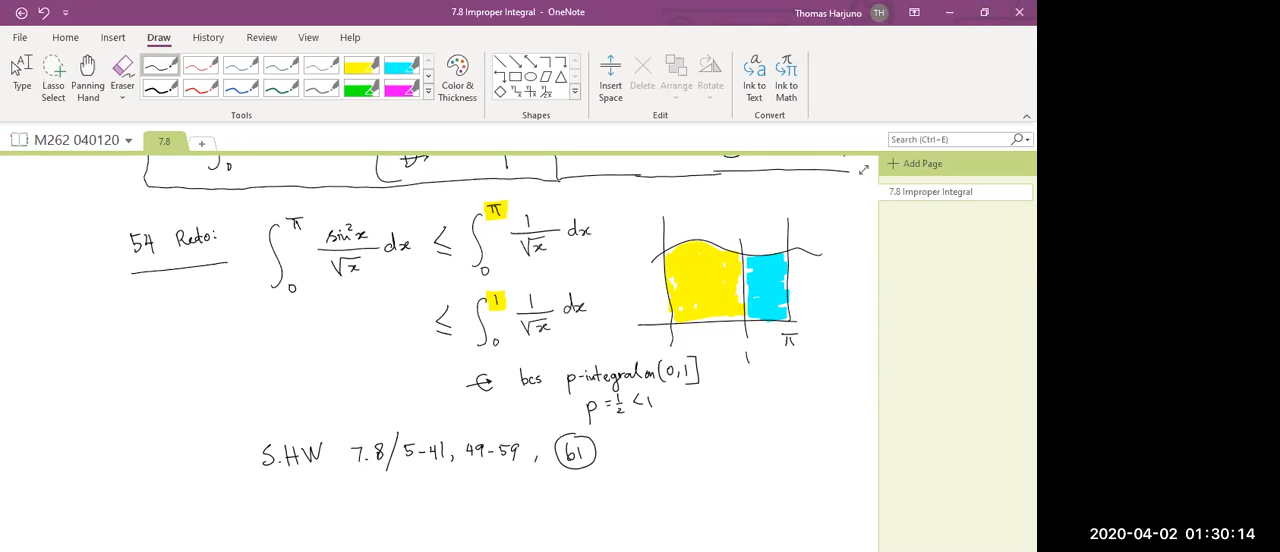 7.8 Improper Integral - OneNote
Thomas Harjuno TH
File Home Insert Draw History Review View Help
Type Lasso Select Panning Hand Eraser Color & Thickness Insert Space Delete Arrange Rotate Ink to Text Ink to Math
Tools Shapes Edit Convert
M262 040120 7.8 Search (Ctrl+E)
Add Page
7.8 Improper Integral
54 Redo: ∫₀^π sin²x/√x dx ≤ ∫₀^π 1/√x dx
≤ ∫₀^1 1/√x dx
1 π
bcs p-integral on (0,1]
p = 1/2 < 1
S.HW 7.8/5-41, 49-59, 61
2020-04-02 01:30:14